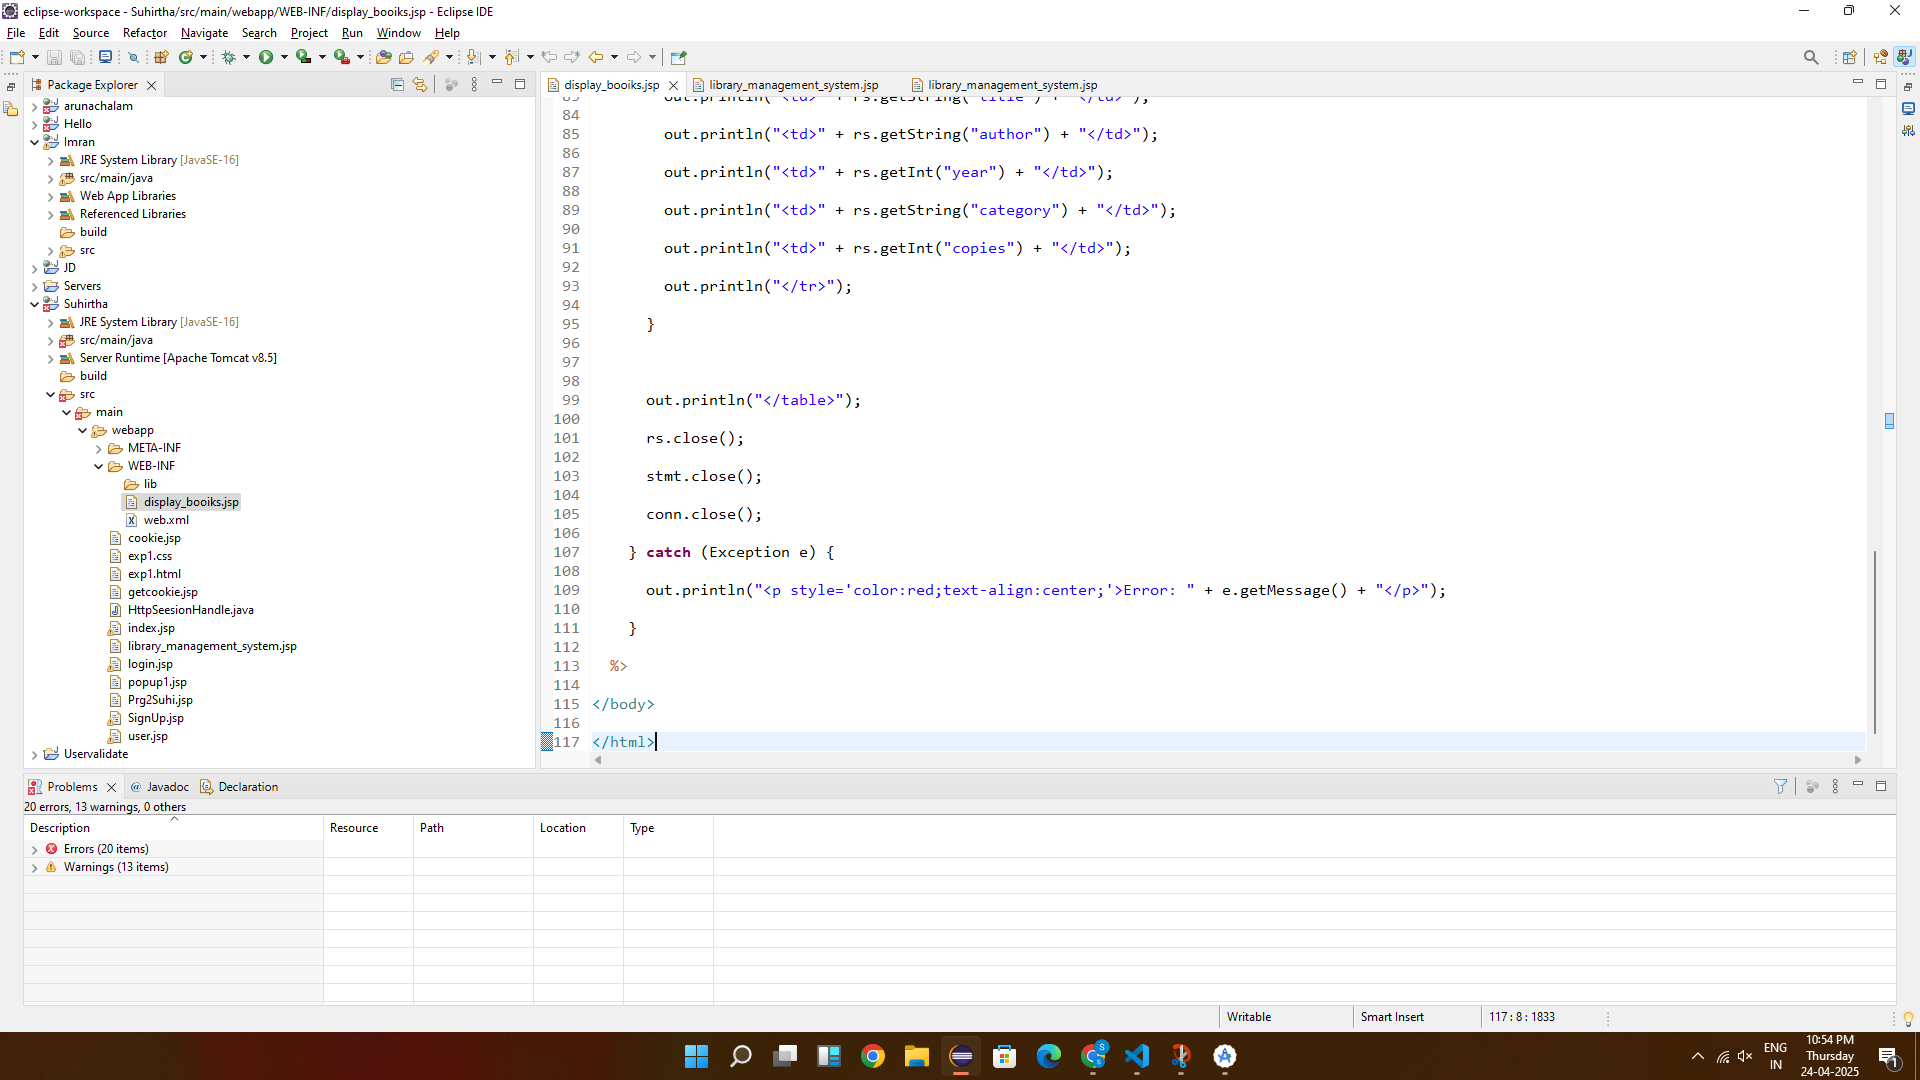 eclipse-workspace - Suhirtha/src/main/webapp/WEB-INF/display_booiks.jsp - Eclipse IDE
File Edit Source Refactor Navigate Search Project Run Window Help
Package Explorer
display_booiks.jsp
library_management_system.jsp
library_management_system.jsp
arunachalam
Hello
Imran
JRE System Library [JavaSE-16]
src/main/java
Web App Libraries
Referenced Libraries
build
src
JD
Servers
Suhirtha
JRE System Library [JavaSE-16]
src/main/java
Server Runtime [Apache Tomcat v8.5]
build
src
main
webapp
META-INF
WEB-INF
lib
display_booiks.jsp
web.xml
cookie.jsp
exp1.css
exp1.html
getcookie.jsp
HttpSeesionHandle.java
index.jsp
library_management_system.jsp
login.jsp
popup1.jsp
Prg2Suhi.jsp
SignUp.jsp
user.jsp
Uservalidate
83 out.println("<td>" + rs.getString("title") + "</td>");
84
85 out.println("<td>" + rs.getString("author") + "</td>");
86
87 out.println("<td>" + rs.getInt("year") + "</td>");
88
89 out.println("<td>" + rs.getString("category") + "</td>");
90
91 out.println("<td>" + rs.getInt("copies") + "</td>");
92
93 out.println("</tr>");
94
95 }
96
97
98
99 out.println("</table>");
100
101 rs.close();
102
103 stmt.close();
104
105 conn.close();
106
107 } catch (Exception e) {
108
109 out.println("<p style='color:red;text-align:center;'>Error: " + e.getMessage() + "</p>");
110
111 }
112
113 %>
114
115 </body>
116
117 </html>
Problems
Javadoc
Declaration
20 errors, 13 warnings, 0 others
Description Resource Path Location Type
Errors (20 items)
Warnings (13 items)
Writable
Smart Insert
117 : 8 : 1833
ENG
IN
10:54 PM
Thursday
24-04-2025
1